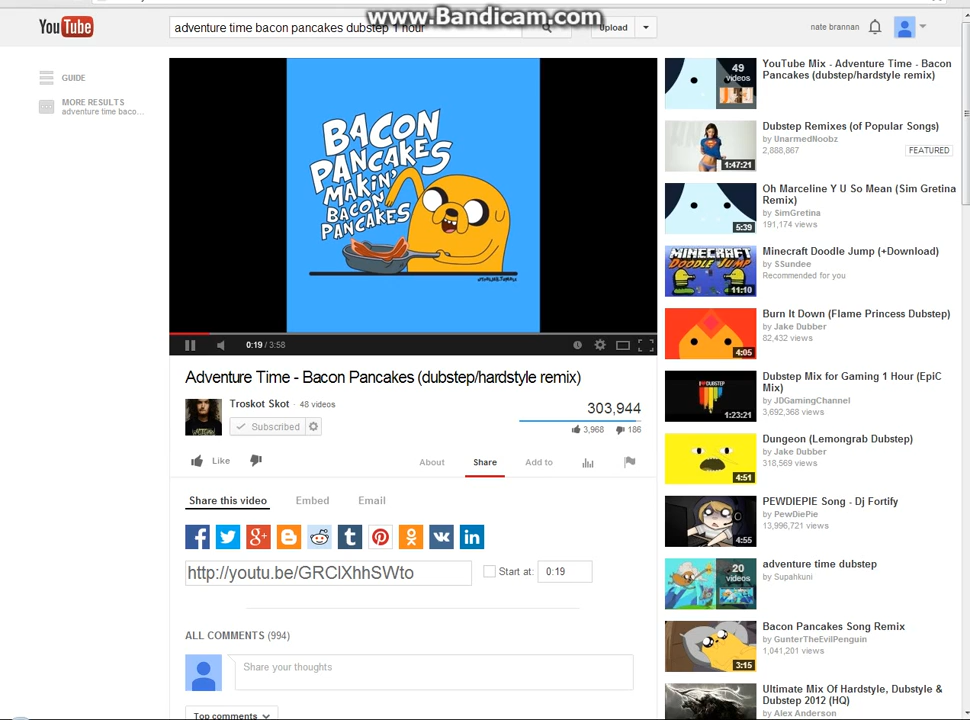 www.Bandicam.com
YouTube
adventure time bacon pancakes dubstep 1 hour
Upload
nate brannan
GUIDE
MORE RESULTS
adventure time baco...
BACON
PANCAKES
MAKIN'
BACON
PANCAKES
0:19 / 3:58
Adventure Time - Bacon Pancakes (dubstep/hardstyle remix)
Troskot Skot · 48 videos
Subscribed
303,944
3,968 186
Like
About
Share
Add to
Share this video
Embed
Email
http://youtu.be/GRClXhhSWto
Start at: 0:19
ALL COMMENTS (994)
Share your thoughts
Top comments
49
videos
YouTube Mix - Adventure Time - Bacon
Pancakes (dubstep/hardstyle remix)
1:47:21
Dubstep Remixes (of Popular Songs)
by UnarmedNoobz
2,888,867
FEATURED
5:39
Oh Marceline Y U So Mean (Sim Gretina
Remix)
by SimGretina
191,174 views
MINECRAFT
DOODLE JUMP
11:10
Minecraft Doodle Jump (+Download)
by SSundee
Recommended for you
4:05
Burn It Down (Flame Princess Dubstep)
by Jake Dubber
82,432 views
DUBSTEP
1:23:21
Dubstep Mix for Gaming 1 Hour (EpiC
Mix)
by JDGamingChannel
3,692,368 views
4:51
Dungeon (Lemongrab Dubstep)
by Jake Dubber
318,569 views
4:55
PEWDIEPIE Song - Dj Fortify
by PewDiePie
13,996,721 views
20
videos
adventure time dubstep
by Supahkuni
3:15
Bacon Pancakes Song Remix
by GunterTheEvilPenguin
1,041,201 views
Ultimate Mix Of Hardstyle, Dubstyle &
Dubstep 2012 (HQ)
by Alex Anderson